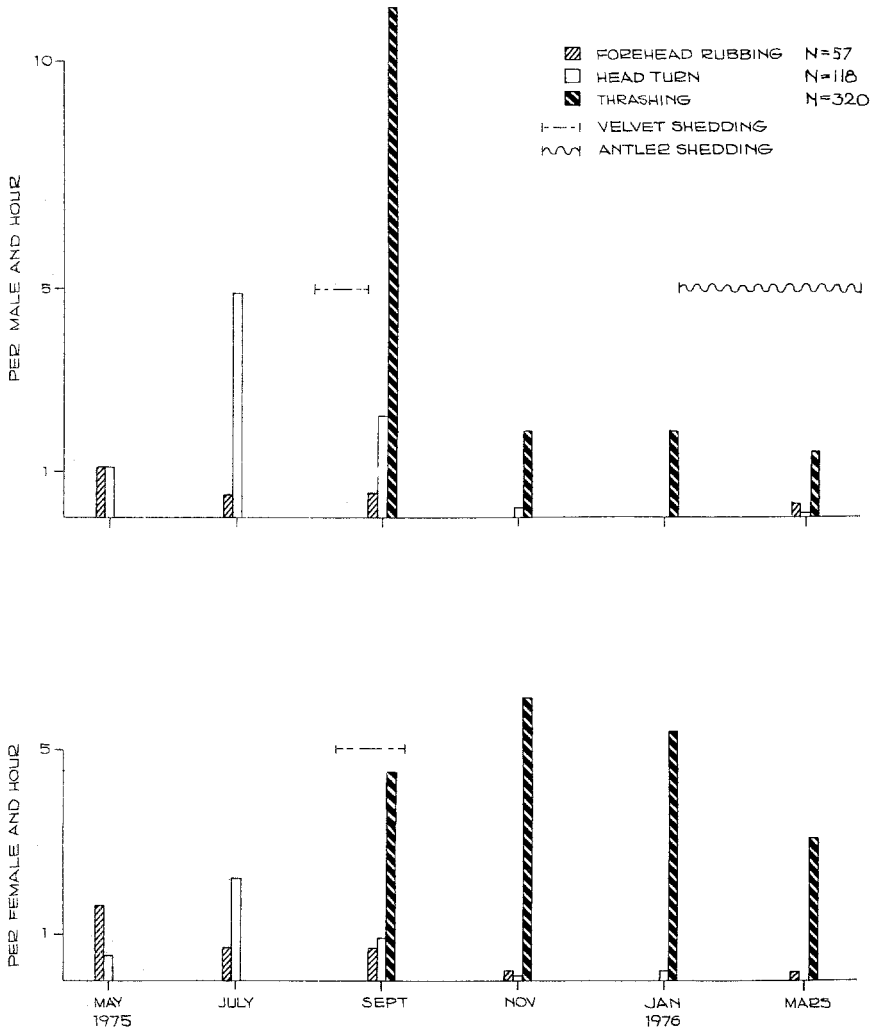 10
5
1
PER MALE AND HOUR
FOREHEAD RUBBING N=57
HEAD TURN N=118
THRASHING N=320
VELVET SHEDDING
ANTLER SHEDDING
5
1
PER FEMALE AND HOUR
MAY JULY SEPT NOV JAN MARS
1975 1976